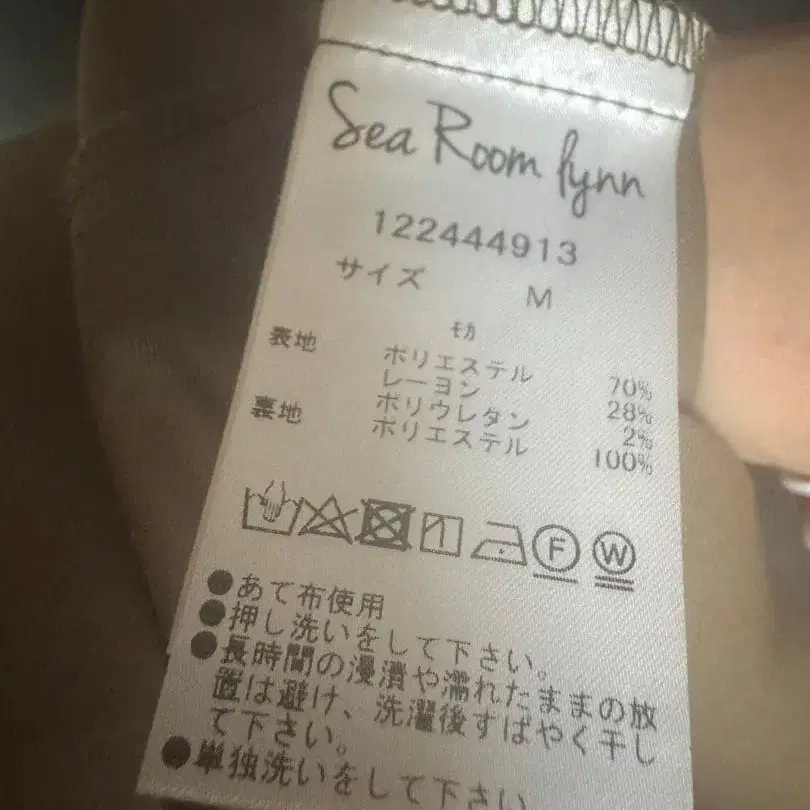 Sea Room lynn
122444913
サイズ M
ﾓｶ
表地 ポリエステル 70%
レーヨン 28%
ポリウレタン 2%
裏地 ポリエステル 100%
F W
●あて布使用
●押し洗いをして下さい。
●長時間の浸漬や濡れたままの放
置は避け、洗濯後すばやく干し
て下さい。
●単独洗いをして下さい